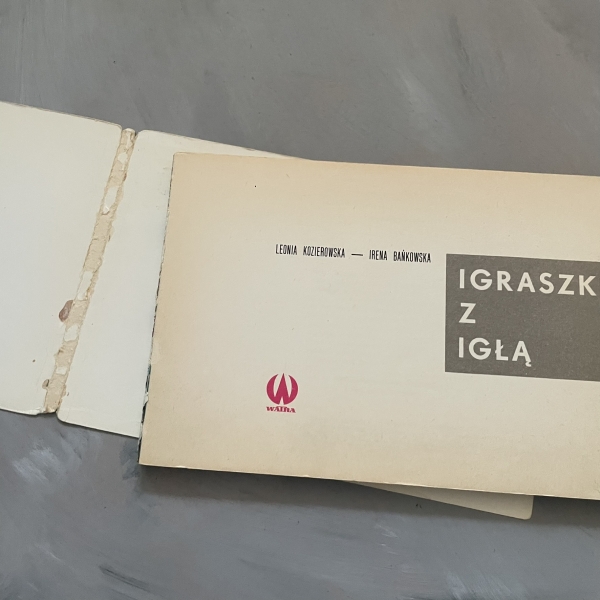 LEONIA KOZIEROWSKA — IRENA BAŃKOWSKA
IGRASZK
Z
IGŁĄ
WATRA